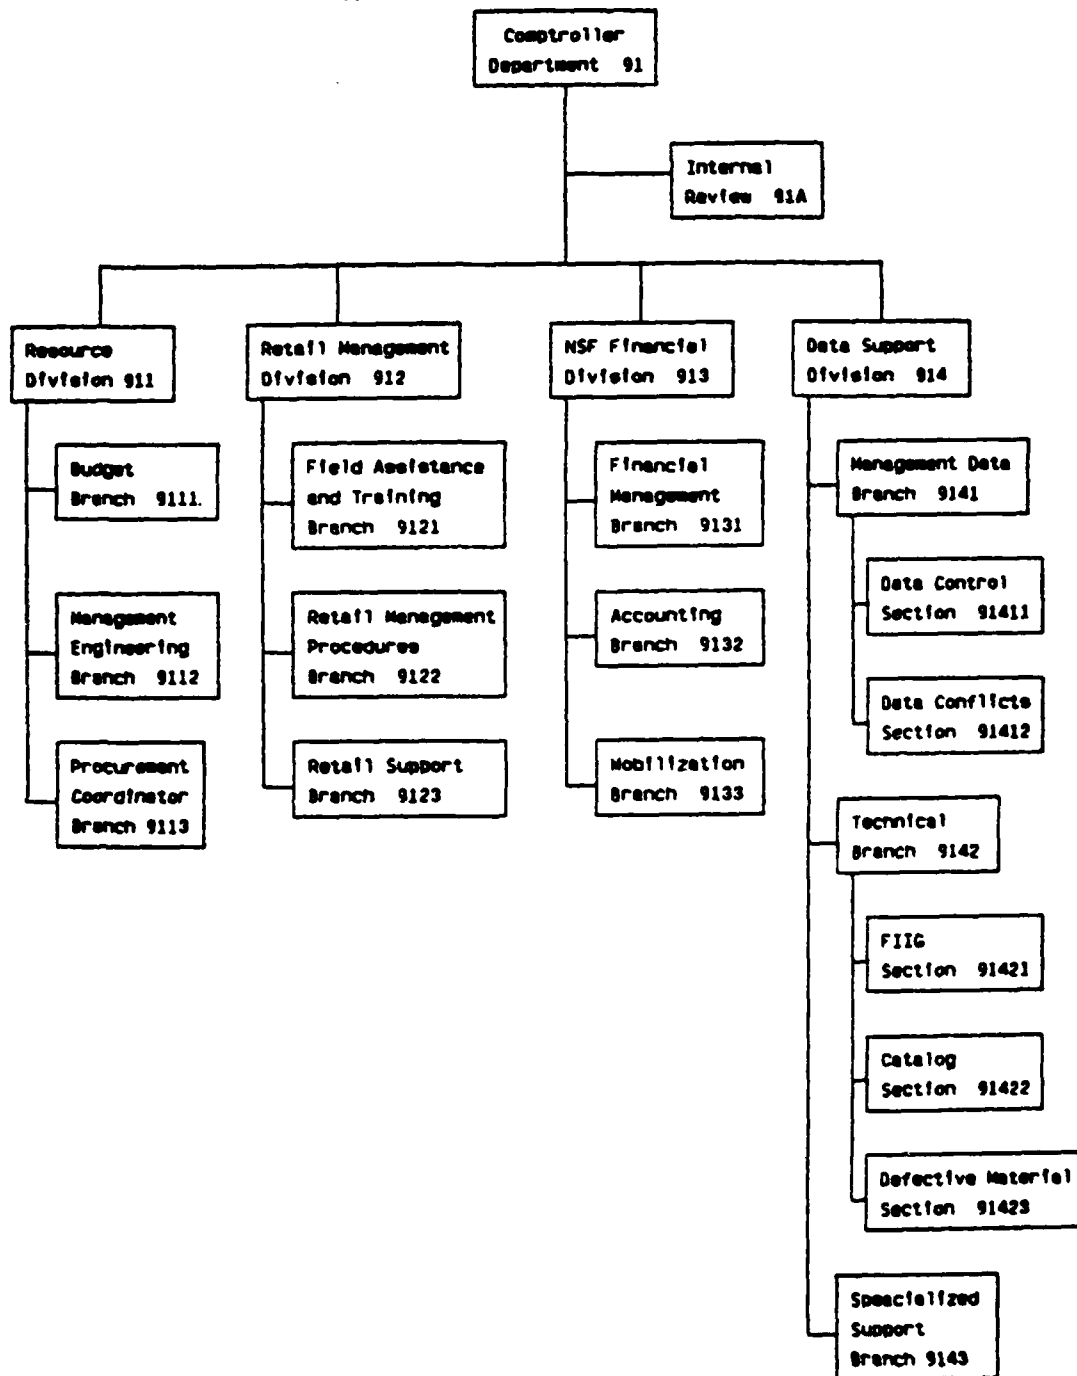 Comptroller
Department 91
Internal
Review 91A
Resource
Division 911
Retail Management
Division 912
NSF Financial
Division 913
Data Support
Division 914
Budget
Branch 9111.
Management
Engineering
Branch 9112
Procurement
Coordinator
Branch 9113
Field Assistance
and Training
Branch 9121
Retail Management
Procedures
Branch 9122
Retail Support
Branch 9123
Financial
Management
Branch 9131
Accounting
Branch 9132
Mobilization
Branch 9133
Management Data
Branch 9141
Data Control
Section 91411
Data Conflicts
Section 91412
Technical
Branch 9142
FIIG
Section 91421
Catalog
Section 91422
Defective Material
Section 91423
Speacialized
Support
Branch 9143